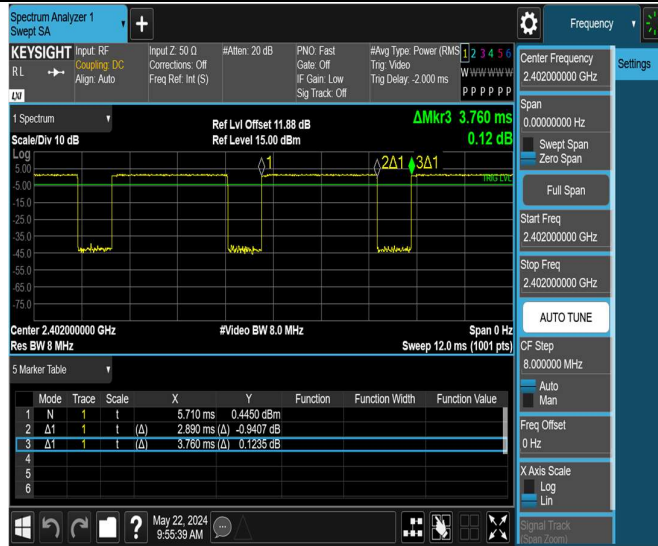 Spectrum Analyzer 1
Swept SA
Frequency
KEYSIGHT
RL
LXI
Input: RF
Coupling: DC
Align: Auto
Input Z: 50 Ω
Corrections: Off
Freq Ref: Int (S)
#Atten: 20 dB
PNO: Fast
Gate: Off
IF Gain: Low
Sig Track: Off
#Avg Type: Power (RMS
Trig: Video
Trig Delay: -2.000 ms
1 2 3 4 5 6
W W W W W W
P P P P P P
1 Spectrum
Scale/Div 10 dB
Ref Lvl Offset 11.88 dB
Ref Level 15.00 dBm
ΔMkr3 3.760 ms
0.12 dB
Log
5.00
-5.00
-15.0
-25.0
-35.0
-45.0
-55.0
-65.0
-75.0
1
2Δ1
3Δ1
TRIG LVL
Center 2.402000000 GHz
Res BW 8 MHz
#Video BW 8.0 MHz
Span 0 Hz
Sweep 12.0 ms (1001 pts)
5 Marker Table
Mode Trace Scale X Y Function Function Width Function Value
1 N 1 t 5.710 ms 0.4450 dBm
2 Δ1 1 t (Δ) 2.890 ms (Δ) -0.9407 dB
3 Δ1 1 t (Δ) 3.760 ms (Δ) 0.1235 dB
4
5
6
May 22, 2024
9:55:39 AM
Center Frequency
2.402000000 GHz
Settings
Span
0.00000000 Hz
Swept Span
Zero Span
Full Span
Start Freq
2.402000000 GHz
Stop Freq
2.402000000 GHz
AUTO TUNE
CF Step
8.000000 MHz
Auto
Man
Freq Offset
0 Hz
X Axis Scale
Log
Lin
Signal Track
(Span Zoom)